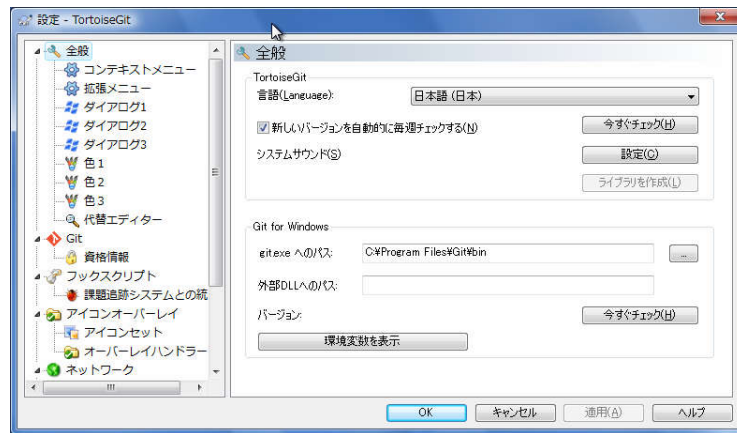 設定 - TortoiseGit
全般
コンテキストメニュー
拡張メニュー
ダイアログ1
ダイアログ2
ダイアログ3
色1
色2
色3
代替エディター
Git
資格情報
フックスクリプト
課題追跡システムとの統
アイコンオーバーレイ
アイコンセット
オーバーレイハンドラー
ネットワーク
全般
TortoiseGit
言語(Language): 日本語 (日本)
新しいバージョンを自動的に毎週チェックする(N) 今すぐチェック(H)
システムサウンド(S) 設定(C)
ライブラリを作成(L)
Git for Windows
git.exe へのパス: C:¥Program Files¥Git¥bin ...
外部DLLへのパス:
バージョン: 今すぐチェック(H)
環境変数を表示
OK キャンセル 適用(A) ヘルプ